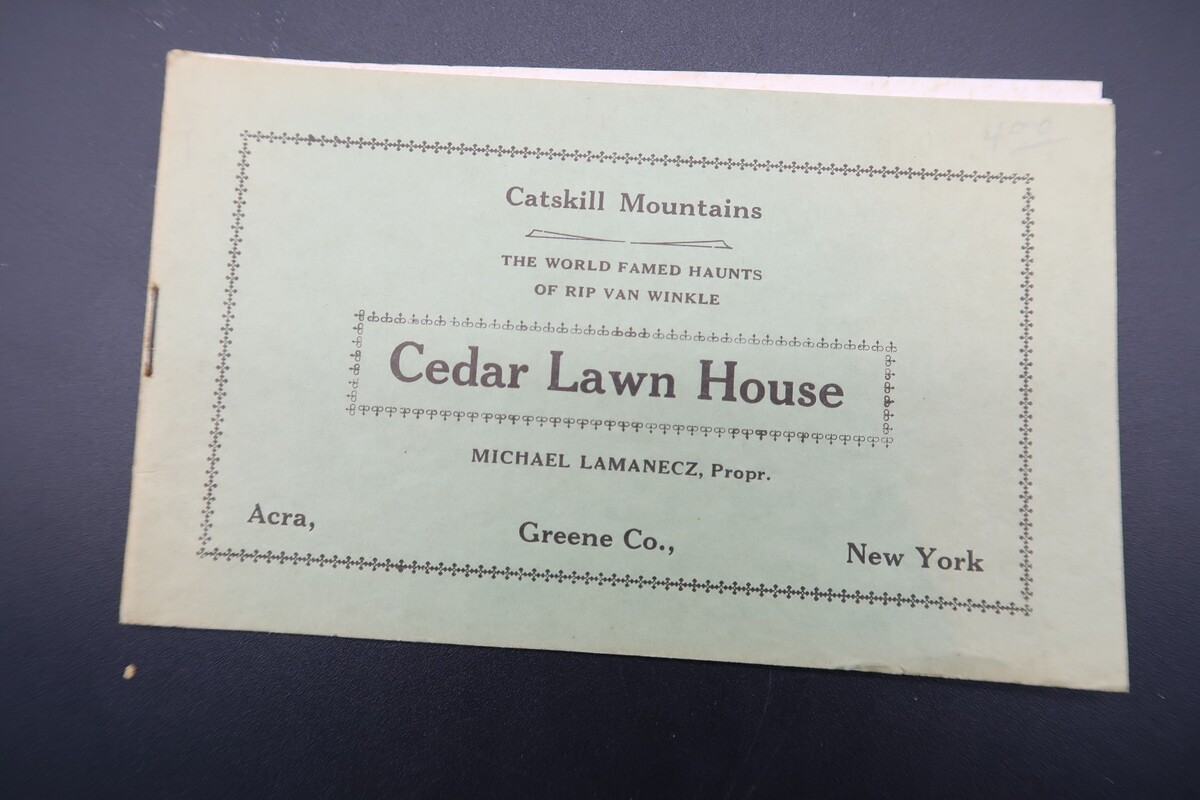 400
Catskill Mountains
THE WORLD FAMED HAUNTS
OF RIP VAN WINKLE
Cedar Lawn House
MICHAEL LAMANECZ, Propr.
Acra, Greene Co., New York